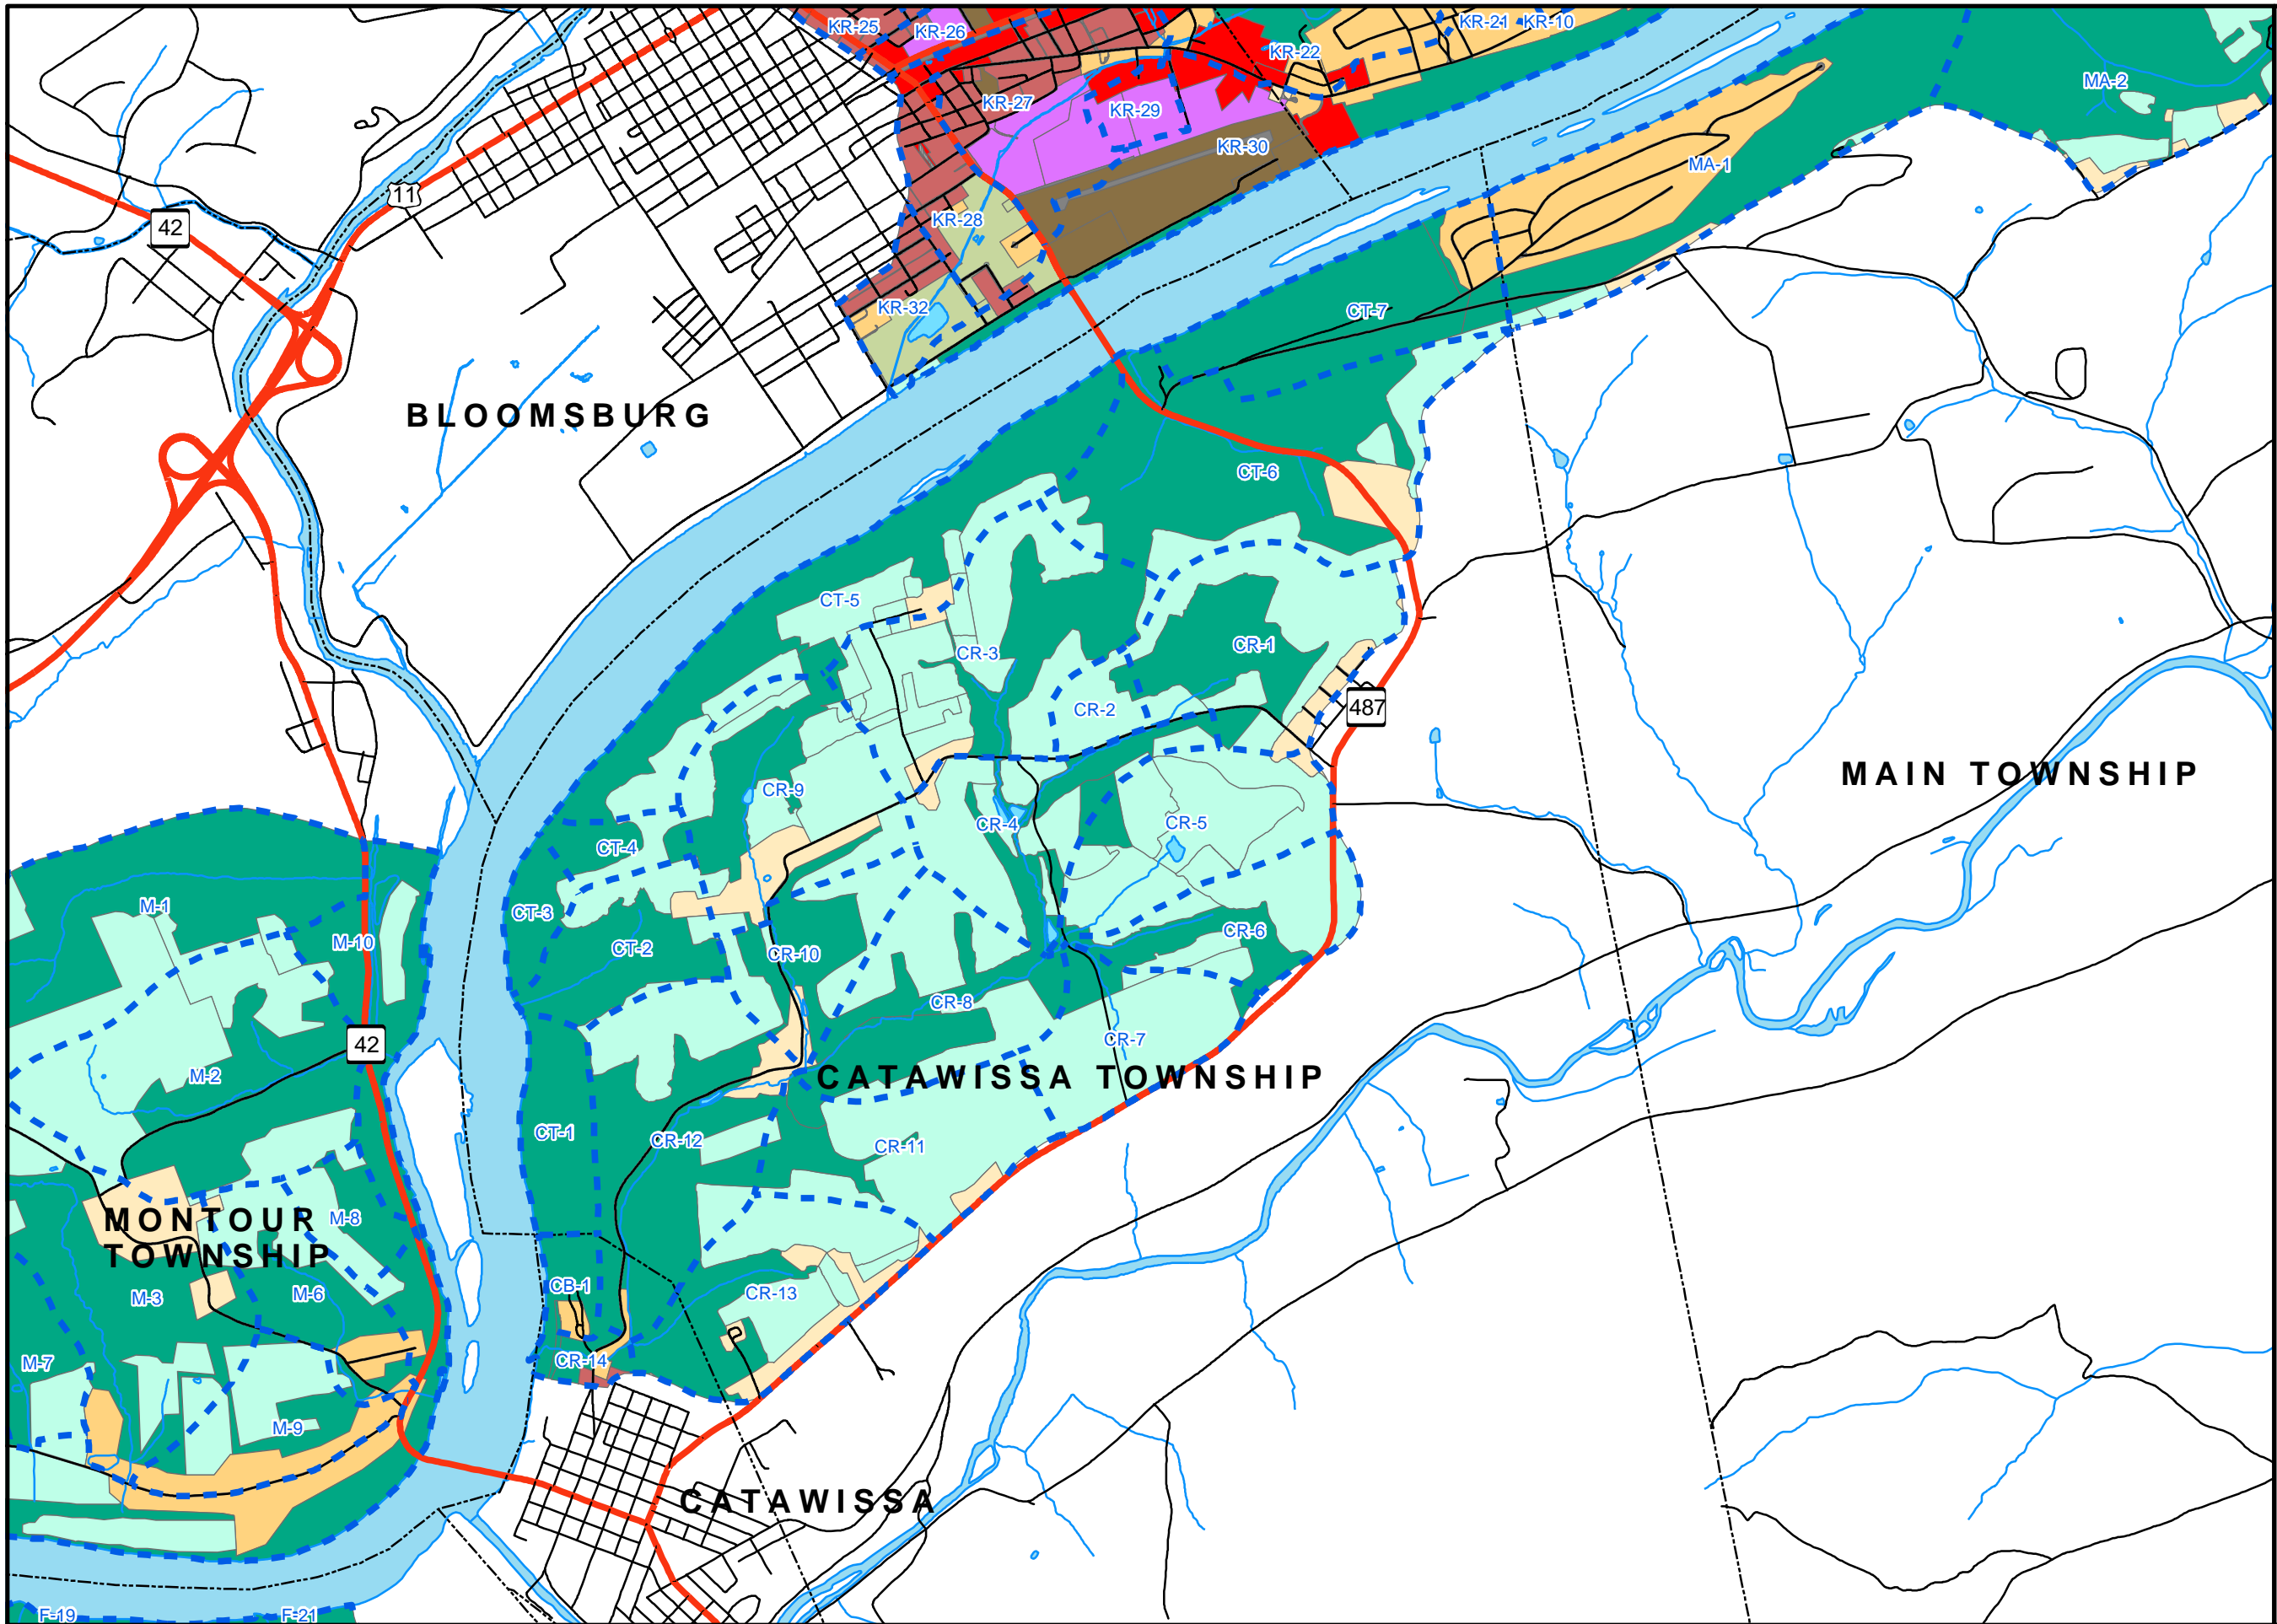 KR-25
KR-26
KR-21
KR-10
KR-22
MA-2
KR-27
KR-29
KR-30
MA-1
11
42
KR-28
KR-32
CT-7
BLOOMSBURG
CT-6
CT-5
CR-3
CR-1
CR-2
487
MAIN TOWNSHIP
CR-9
CR-4
CR-5
CT-4
M-1
CT-3
M-10
CT-2
CR-10
CR-6
CR-8
42
CR-7
M-2
CATAWISSA TOWNSHIP
CT-1
CR-12
CR-11
MONTOUR
TOWNSHIP
M-8
CB-1
M-3
M-6
CR-13
M-7
CR-14
M-9
CATAWISSA
F-19
F-21